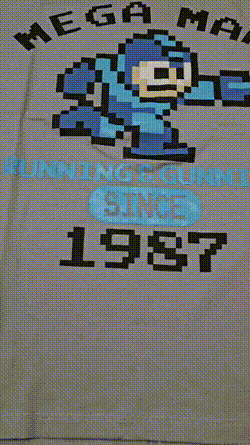 MEGA MA
RUNNING & GUNNI
SINCE
1987